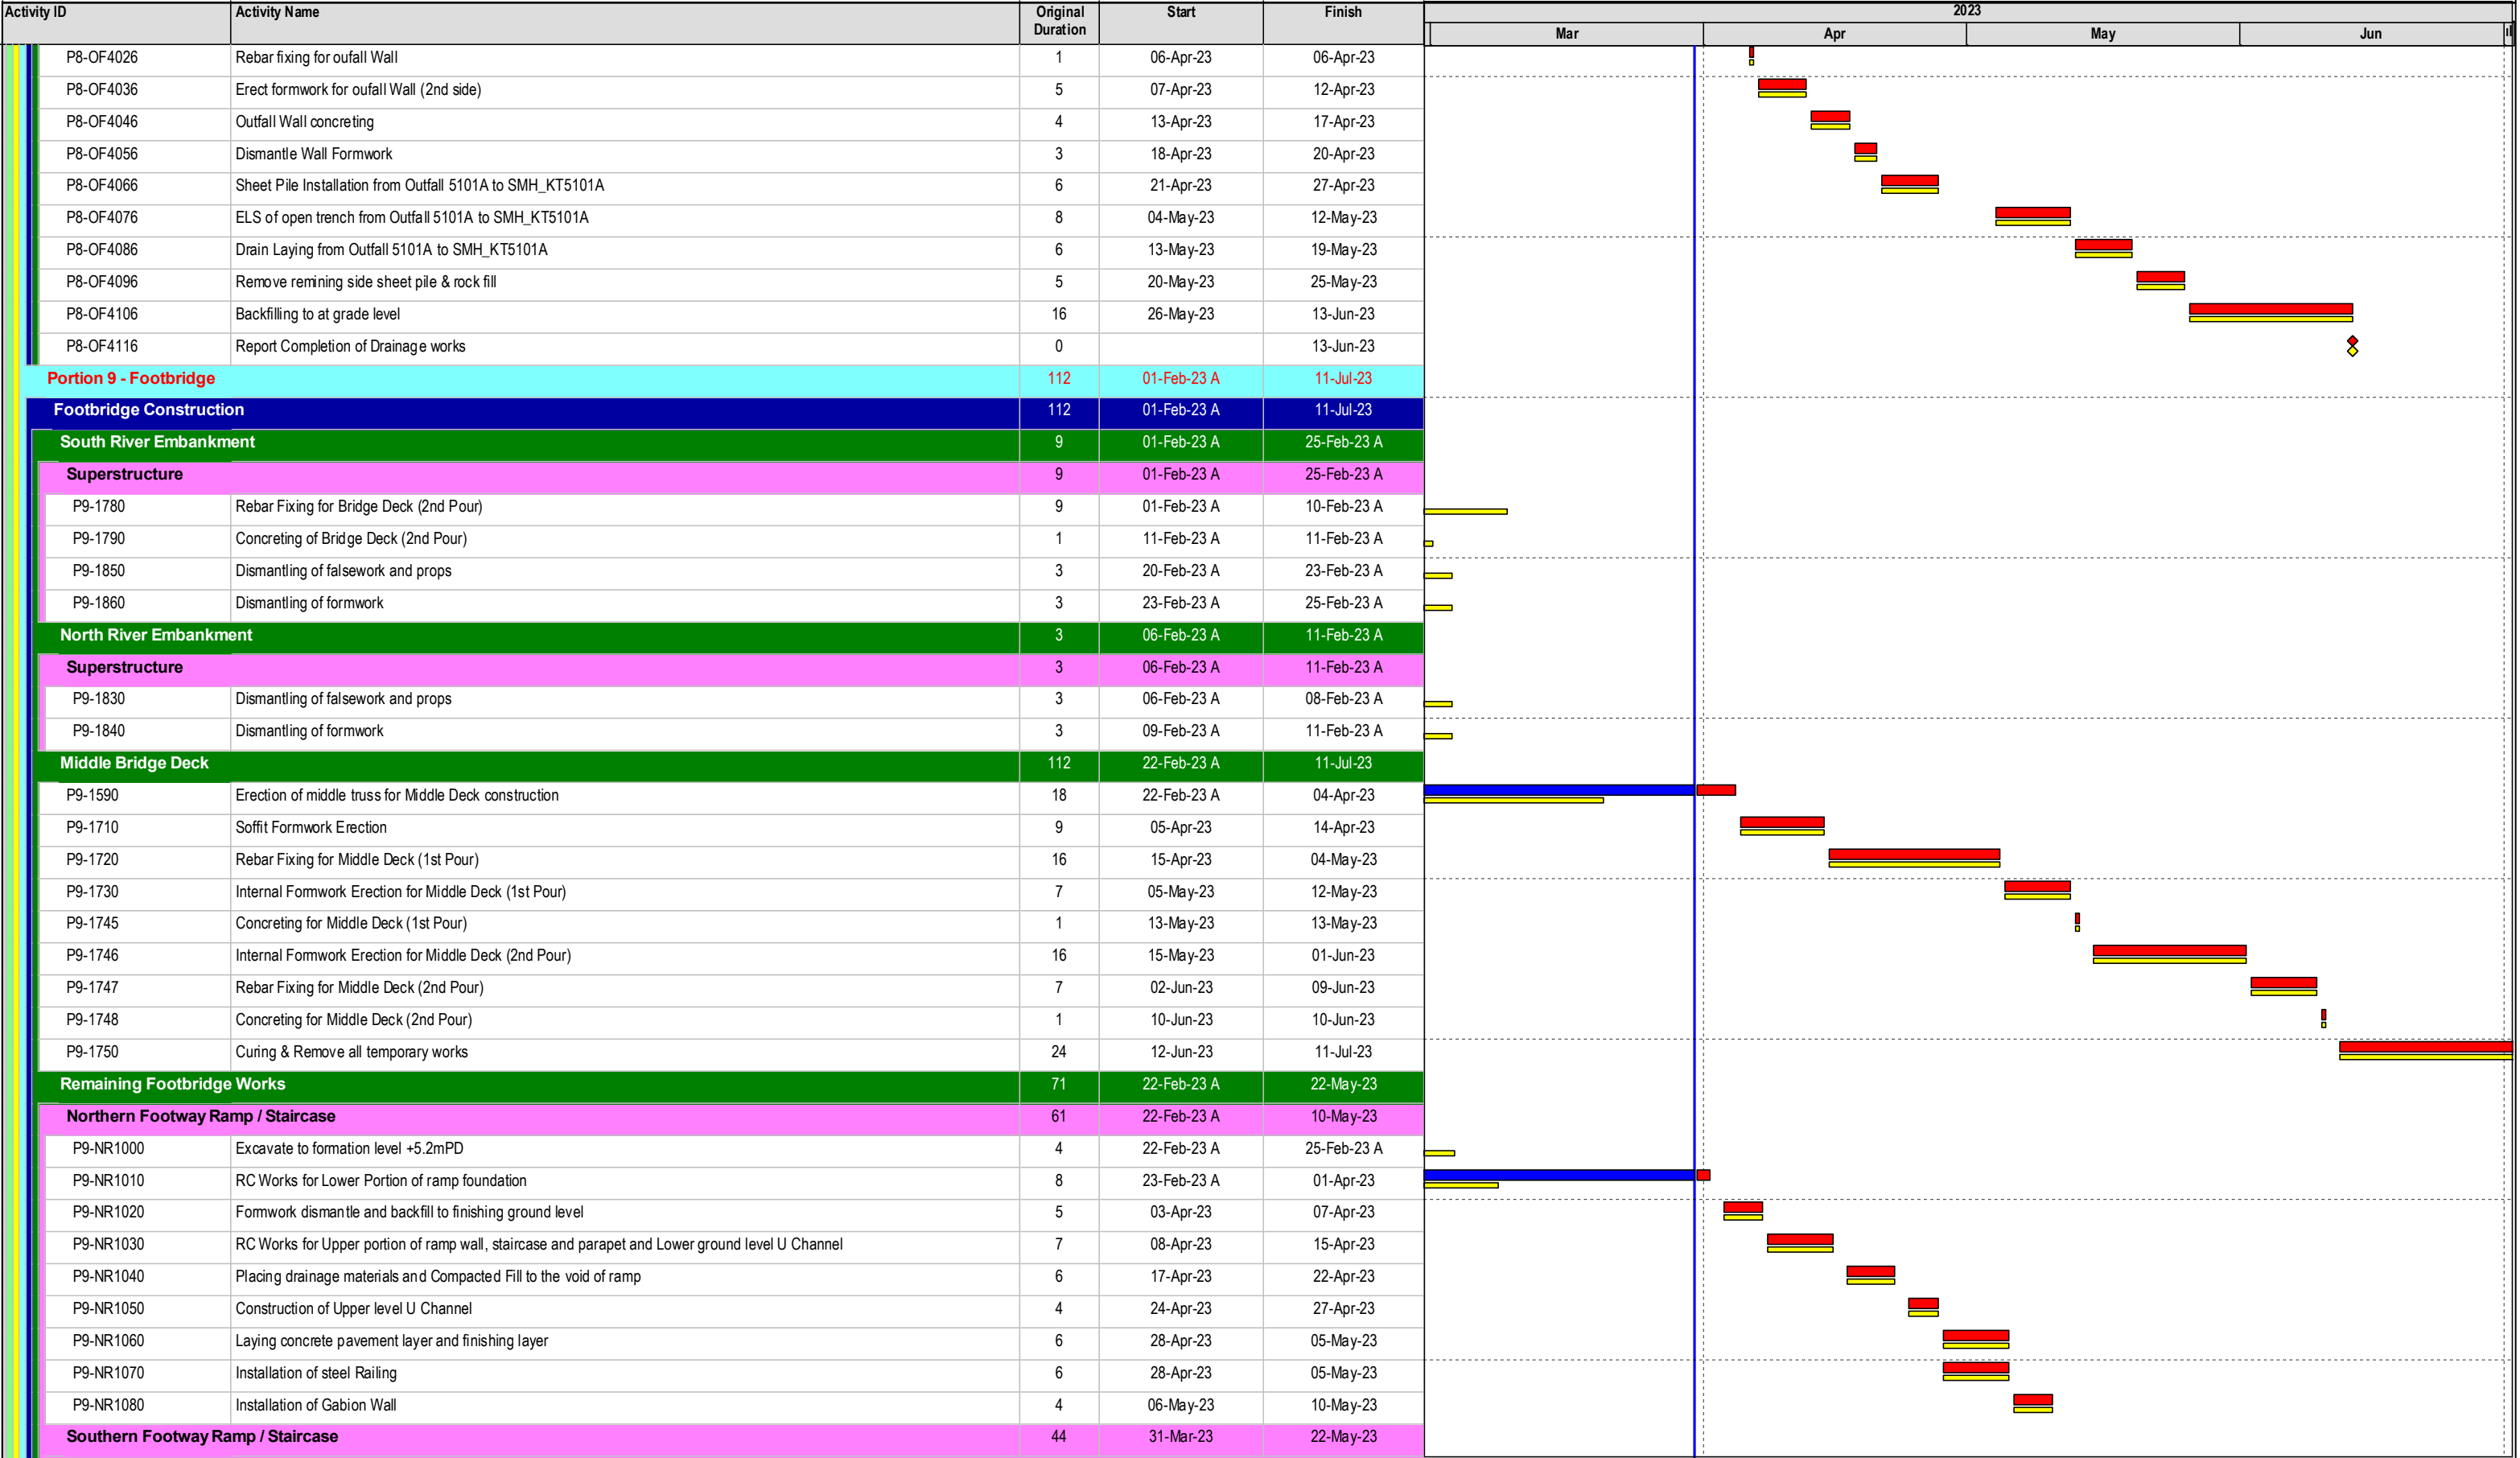 Activity ID Activity Name Original Duration Start Finish 2023
Mar Apr May Jun
P8-OF4026 Rebar fixing for oufall Wall 1 06-Apr-23 06-Apr-23
P8-OF4036 Erect formwork for oufall Wall (2nd side) 5 07-Apr-23 12-Apr-23
P8-OF4046 Outfall Wall concreting 4 13-Apr-23 17-Apr-23
P8-OF4056 Dismantle Wall Formwork 3 18-Apr-23 20-Apr-23
P8-OF4066 Sheet Pile Installation from Outfall 5101A to SMH_KT5101A 6 21-Apr-23 27-Apr-23
P8-OF4076 ELS of open trench from Outfall 5101A to SMH_KT5101A 8 04-May-23 12-May-23
P8-OF4086 Drain Laying from Outfall 5101A to SMH_KT5101A 6 13-May-23 19-May-23
P8-OF4096 Remove remining side sheet pile & rock fill 5 20-May-23 25-May-23
P8-OF4106 Backfilling to at grade level 16 26-May-23 13-Jun-23
P8-OF4116 Report Completion of Drainage works 0 13-Jun-23
Portion 9 - Footbridge 112 01-Feb-23 A 11-Jul-23
Footbridge Construction 112 01-Feb-23 A 11-Jul-23
South River Embankment 9 01-Feb-23 A 25-Feb-23 A
Superstructure 9 01-Feb-23 A 25-Feb-23 A
P9-1780 Rebar Fixing for Bridge Deck (2nd Pour) 9 01-Feb-23 A 10-Feb-23 A
P9-1790 Concreting of Bridge Deck (2nd Pour) 1 11-Feb-23 A 11-Feb-23 A
P9-1850 Dismantling of falsework and props 3 20-Feb-23 A 23-Feb-23 A
P9-1860 Dismantling of formwork 3 23-Feb-23 A 25-Feb-23 A
North River Embankment 3 06-Feb-23 A 11-Feb-23 A
Superstructure 3 06-Feb-23 A 11-Feb-23 A
P9-1830 Dismantling of falsework and props 3 06-Feb-23 A 08-Feb-23 A
P9-1840 Dismantling of formwork 3 09-Feb-23 A 11-Feb-23 A
Middle Bridge Deck 112 22-Feb-23 A 11-Jul-23
P9-1590 Erection of middle truss for Middle Deck construction 18 22-Feb-23 A 04-Apr-23
P9-1710 Soffit Formwork Erection 9 05-Apr-23 14-Apr-23
P9-1720 Rebar Fixing for Middle Deck (1st Pour) 16 15-Apr-23 04-May-23
P9-1730 Internal Formwork Erection for Middle Deck (1st Pour) 7 05-May-23 12-May-23
P9-1745 Concreting for Middle Deck (1st Pour) 1 13-May-23 13-May-23
P9-1746 Internal Formwork Erection for Middle Deck (2nd Pour) 16 15-May-23 01-Jun-23
P9-1747 Rebar Fixing for Middle Deck (2nd Pour) 7 02-Jun-23 09-Jun-23
P9-1748 Concreting for Middle Deck (2nd Pour) 1 10-Jun-23 10-Jun-23
P9-1750 Curing & Remove all temporary works 24 12-Jun-23 11-Jul-23
Remaining Footbridge Works 71 22-Feb-23 A 22-May-23
Northern Footway Ramp / Staircase 61 22-Feb-23 A 10-May-23
P9-NR1000 Excavate to formation level +5.2mPD 4 22-Feb-23 A 25-Feb-23 A
P9-NR1010 RC Works for Lower Portion of ramp foundation 8 23-Feb-23 A 01-Apr-23
P9-NR1020 Formwork dismantle and backfill to finishing ground level 5 03-Apr-23 07-Apr-23
P9-NR1030 RC Works for Upper portion of ramp wall, staircase and parapet and Lower ground level U Channel 7 08-Apr-23 15-Apr-23
P9-NR1040 Placing drainage materials and Compacted Fill to the void of ramp 6 17-Apr-23 22-Apr-23
P9-NR1050 Construction of Upper level U Channel 4 24-Apr-23 27-Apr-23
P9-NR1060 Laying concrete pavement layer and finishing layer 6 28-Apr-23 05-May-23
P9-NR1070 Installation of steel Railing 6 28-Apr-23 05-May-23
P9-NR1080 Installation of Gabion Wall 4 06-May-23 10-May-23
Southern Footway Ramp / Staircase 44 31-Mar-23 22-May-23